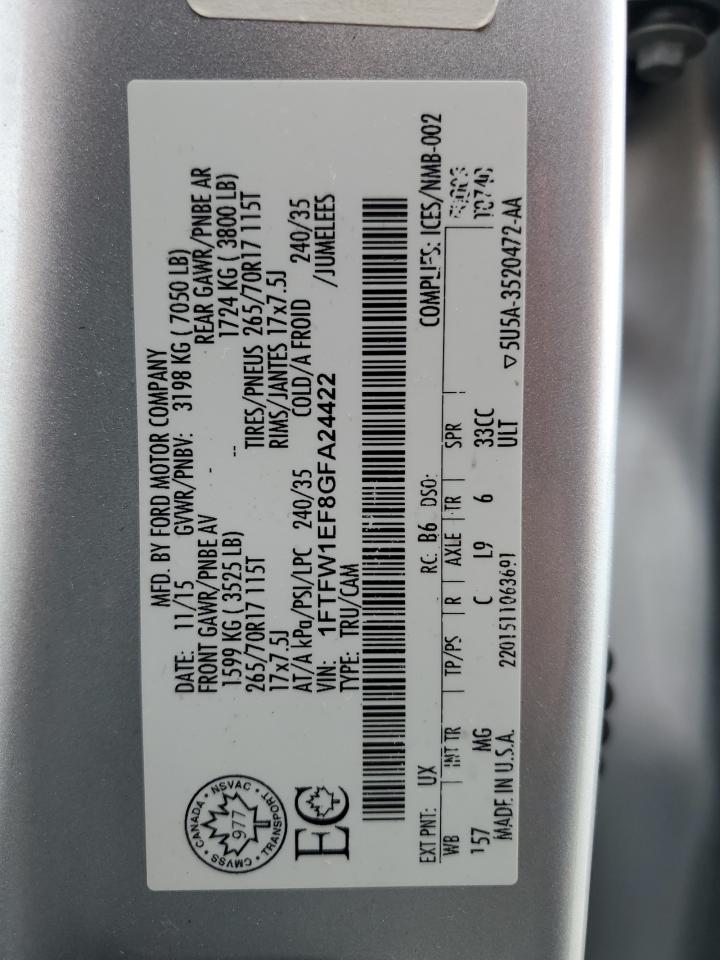 MFD. BY FORD MOTOR COMPANY
DATE: 11/15 GVWR/PNBV: 3198 KG ( 7050 LB)
FRONT GAWR/PNBE AV REAR GAWR/PNBE AR
1599 KG ( 3525 LB) 1724 KG ( 3800 LB)
265/70R17 115T -- TIRES/PNEUS 265/70R17 115T
17x7.5J RIMS/JANTES 17x7.5J
AT/A kPa/PSI/LPC 240/35 COLD/A FROID 240/35
VIN: 1FTFW1EF8GFA24422 /JUMELEES
TYPE: TRU/CAM
CANADA · NSVAC · TRANSPORT · CMVSS
977
EC
EXT PNT: UX RC: B6 DSO: COMPLIES: ICES/NMB-002
WB INT TR TP/PS R AXLE TR SPR
157 MG C L9 6 33CC 10740
MADE IN U.S.A. 2201511063691 ULT ▽5U5A-3520472-AA